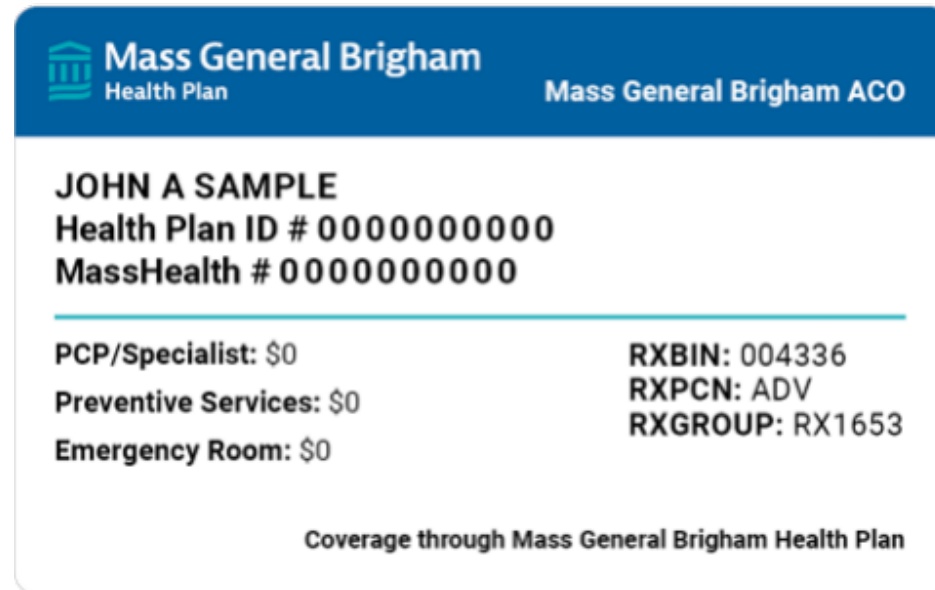 Mass General Brigham
Health Plan
Mass General Brigham ACO
JOHN A SAMPLE
Health Plan ID # 0000000000
MassHealth # 0000000000
PCP/Specialist: $0
Preventive Services: $0
Emergency Room: $0
RXBIN: 004336
RXPCN: ADV
RXGROUP: RX1653
Coverage through Mass General Brigham Health Plan